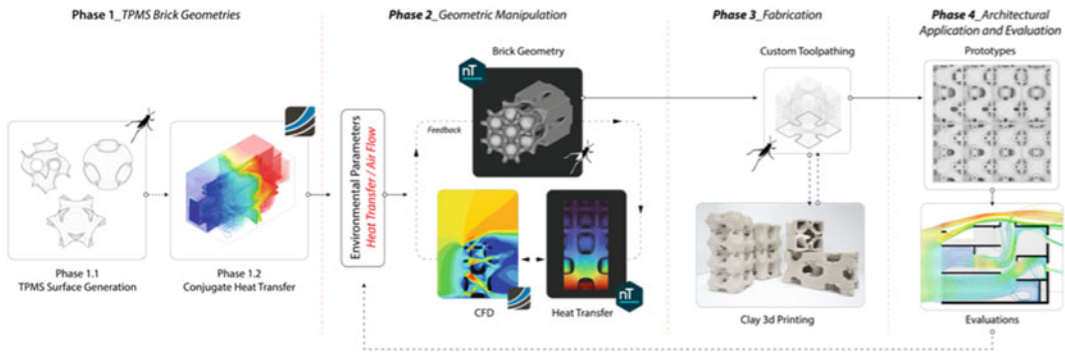 Phase 1_TPMS Brick Geometries
Phase 2_Geometric Manipulation
Phase 3_Fabrication
Phase 4_Architectural
Application and Evaluation
Brick Geometry
Custom Toolpathing
Prototypes
nT
Feedback
Environmental Parameters
Heat Transfer / Air Flow
Phase 1.1
TPMS Surface Generation
Phase 1.2
Conjugate Heat Transfer
CFD
Heat Transfer
nT
Clay 3d Printing
Evaluations